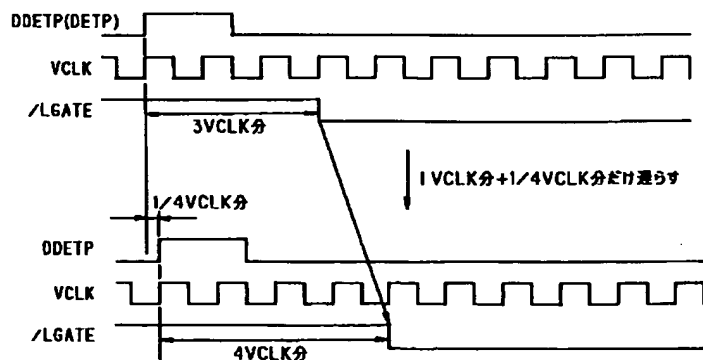 DDETP(DETP)
VCLK
/LGATE
3VCLK分
1VCLK分+1/4VCLK分だけ遅らす
1/4VCLK分
DDETP
VCLK
/LGATE
4VCLK分